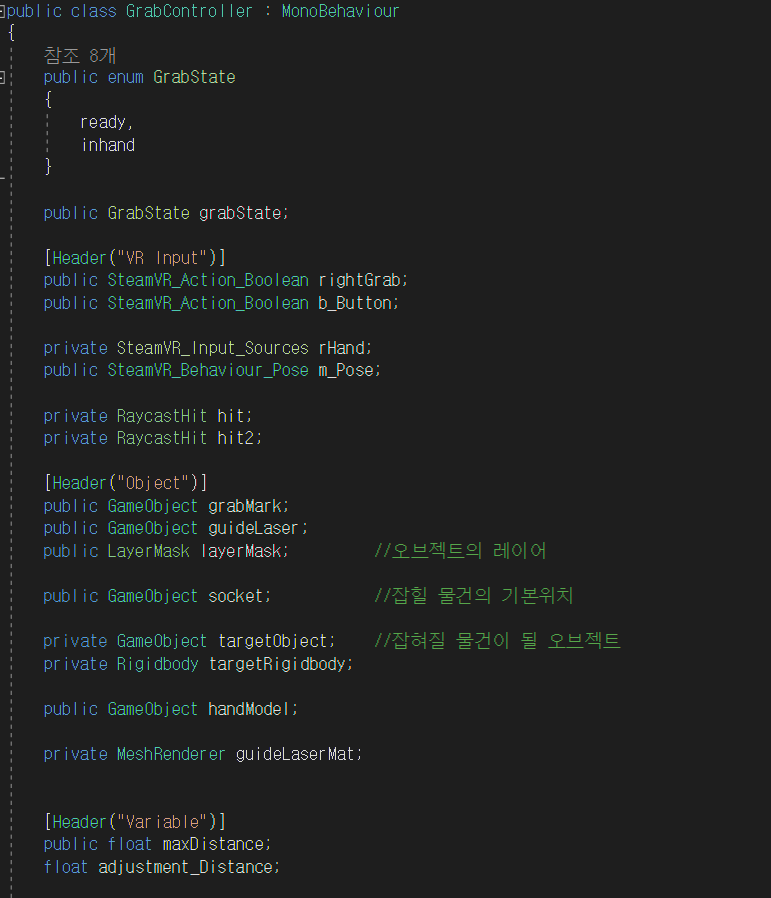 public class GrabController : MonoBehaviour
{
참조 8개
public enum GrabState
{
ready,
inhand
}
public GrabState grabState;
[Header("VR Input")]
public SteamVR_Action_Boolean rightGrab;
public SteamVR_Action_Boolean b_Button;
private SteamVR_Input_Sources rHand;
public SteamVR_Behaviour_Pose m_Pose;
private RaycastHit hit;
private RaycastHit hit2;
[Header("Object")]
public GameObject grabMark;
public GameObject guideLaser;
public LayerMask layerMask; //오브젝트의 레이어
public GameObject socket; //잡힐 물건의 기본위치
private GameObject targetObject; //잡혀질 물건이 될 오브젝트
private Rigidbody targetRigidbody;
public GameObject handModel;
private MeshRenderer guideLaserMat;
[Header("Variable")]
public float maxDistance;
float adjustment_Distance;